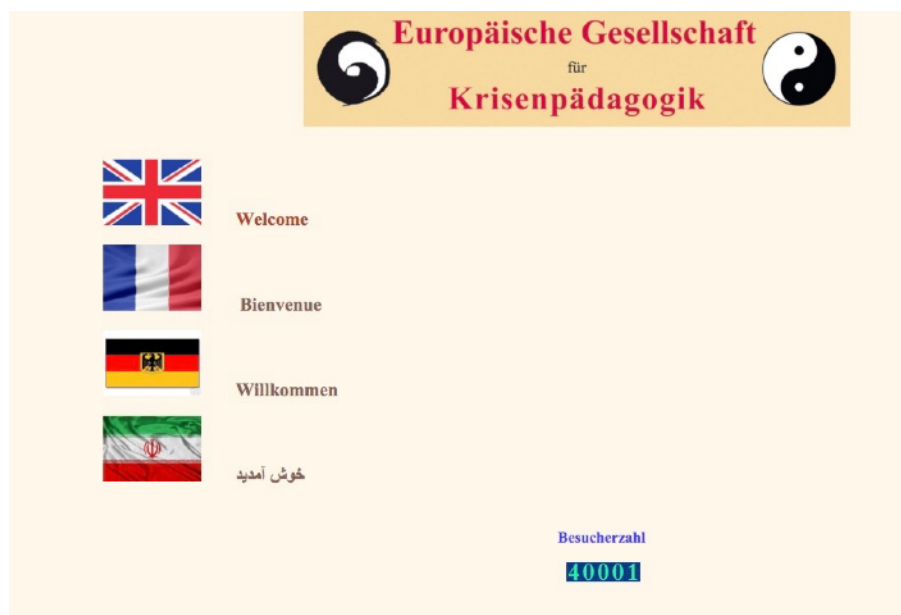 Europäische Gesellschaft
für
Krisenpädagogik
Welcome
Bienvenue
Willkommen
خوش آمدید
Besucherzahl
40001